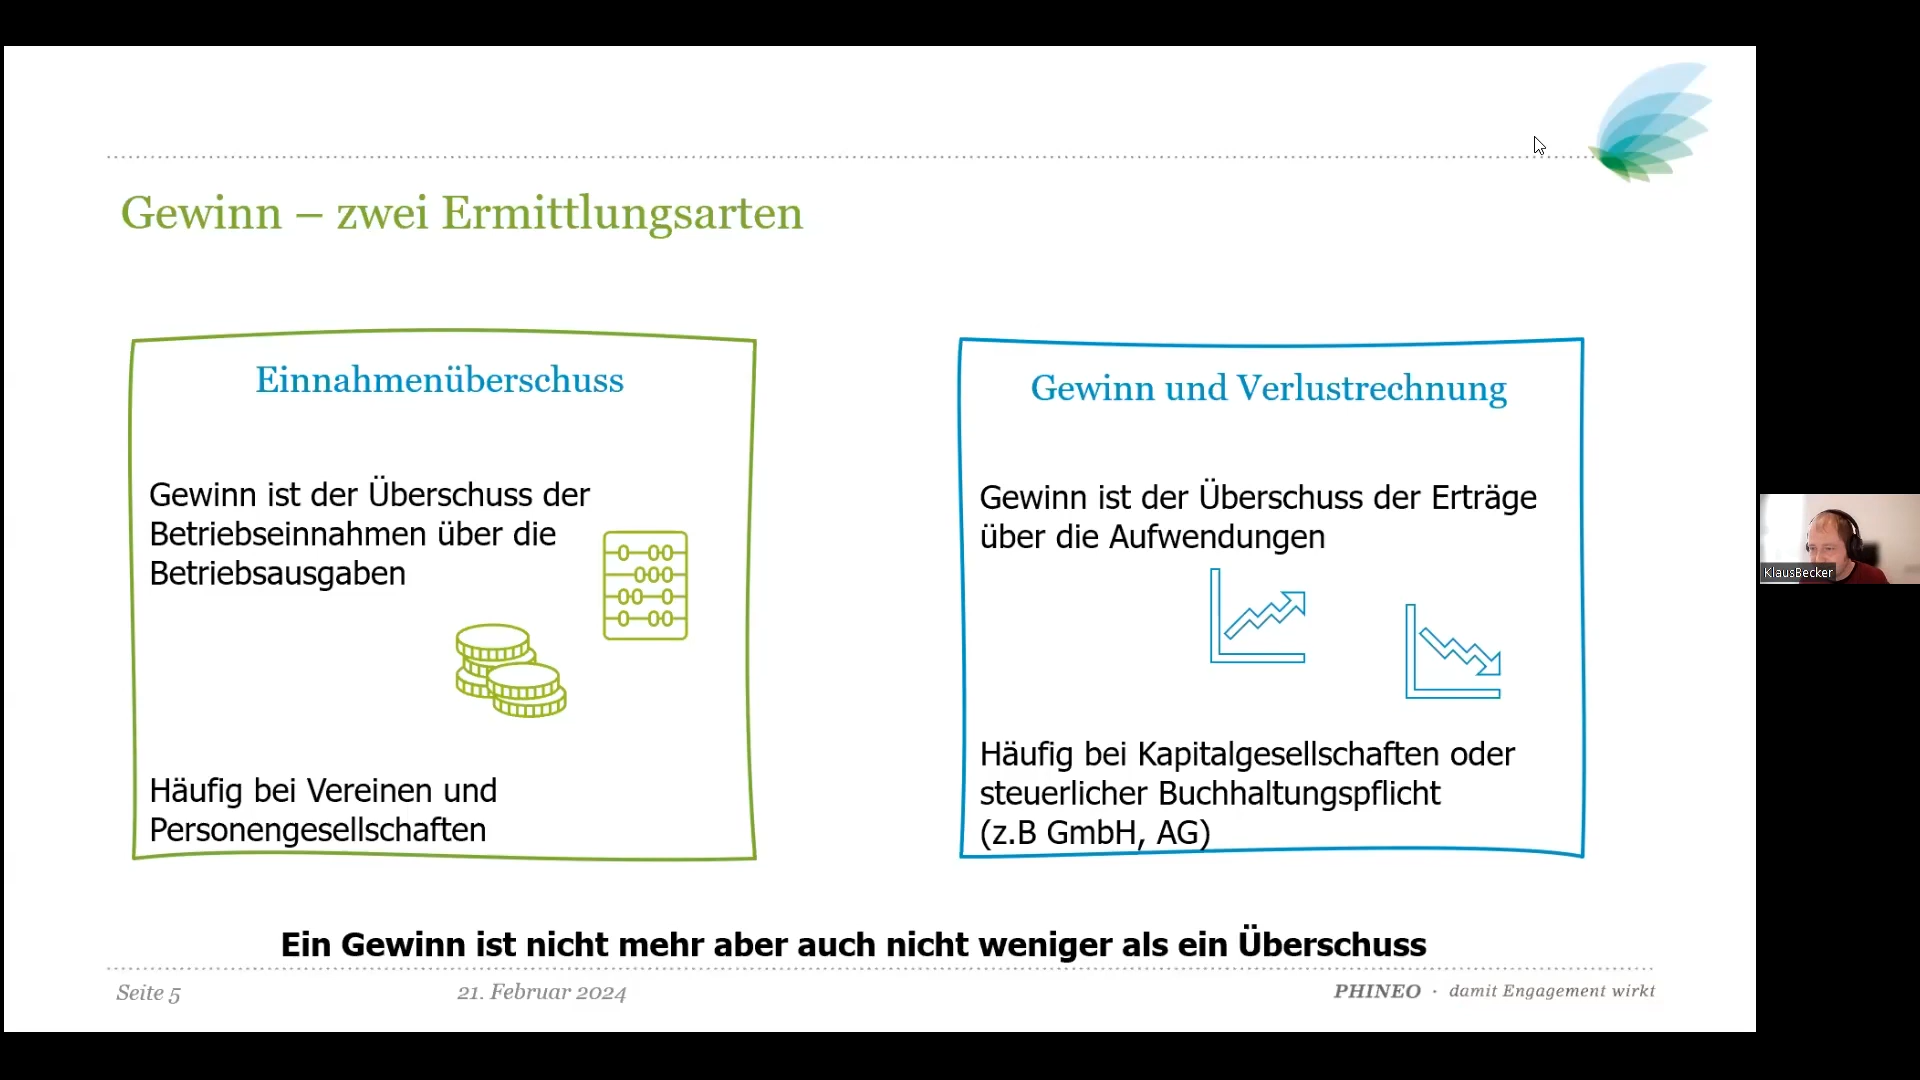 Gewinn – zwei Ermittlungsarten
Einnahmenüberschuss
Gewinn ist der Überschuss der
Betriebseinnahmen über die
Betriebsausgaben
Häufig bei Vereinen und
Personengesellschaften
Gewinn und Verlustrechnung
Gewinn ist der Überschuss der Erträge
über die Aufwendungen
Häufig bei Kapitalgesellschaften oder
steuerlicher Buchhaltungspflicht
(z.B GmbH, AG)
Ein Gewinn ist nicht mehr aber auch nicht weniger als ein Überschuss
Seite 5
21. Februar 2024
PHINEO · damit Engagement wirkt
KlausBecker